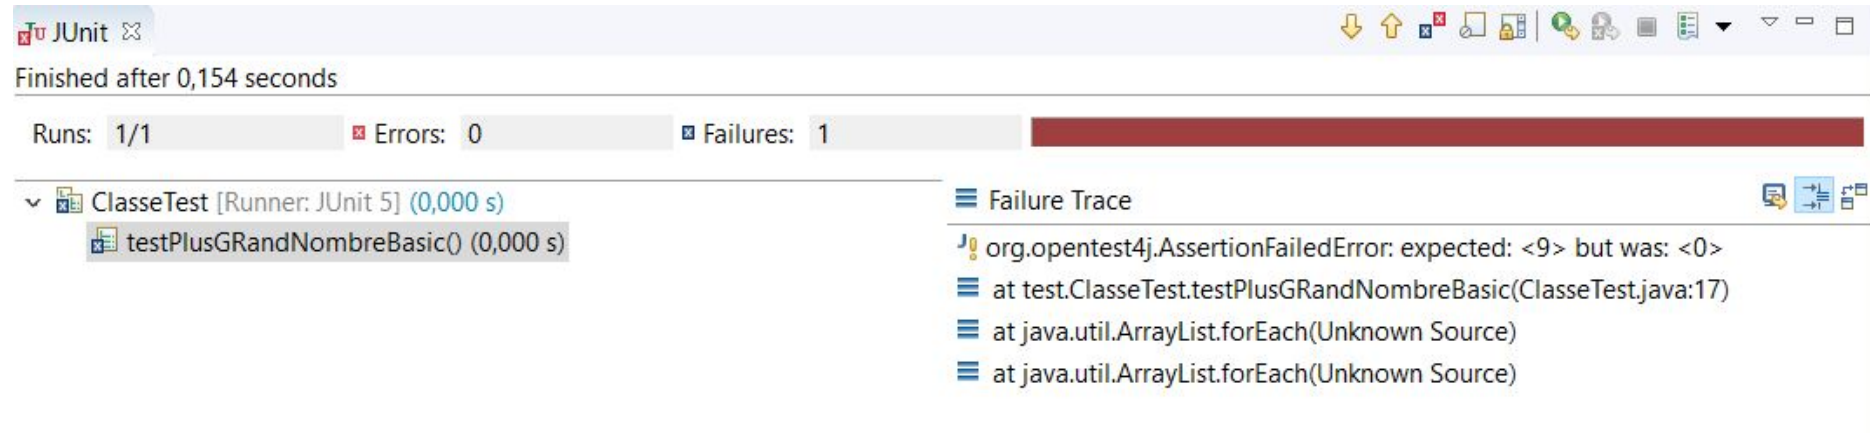 JUnit
Finished after 0,154 seconds
Runs: 1/1 Errors: 0 Failures: 1
ClasseTest [Runner: JUnit 5] (0,000 s)
testPlusGRandNombreBasic() (0,000 s)
Failure Trace
org.opentest4j.AssertionFailedError: expected: <9> but was: <0>
at test.ClasseTest.testPlusGRandNombreBasic(ClasseTest.java:17)
at java.util.ArrayList.forEach(Unknown Source)
at java.util.ArrayList.forEach(Unknown Source)